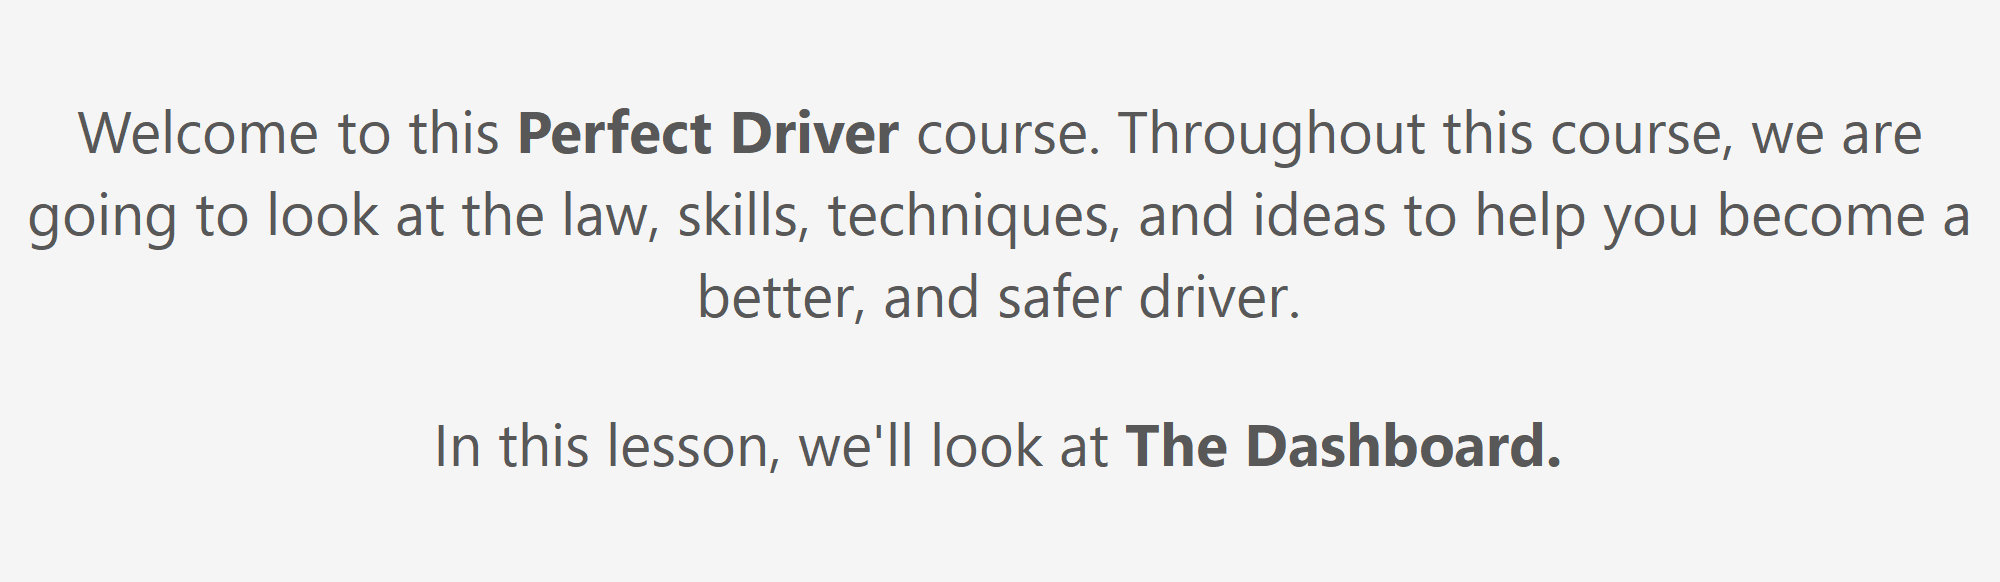 Welcome to this Perfect Driver course. Throughout this course, we are
going to look at the law, skills, techniques, and ideas to help you become a
better, and safer driver.
In this lesson, we'll look at The Dashboard.